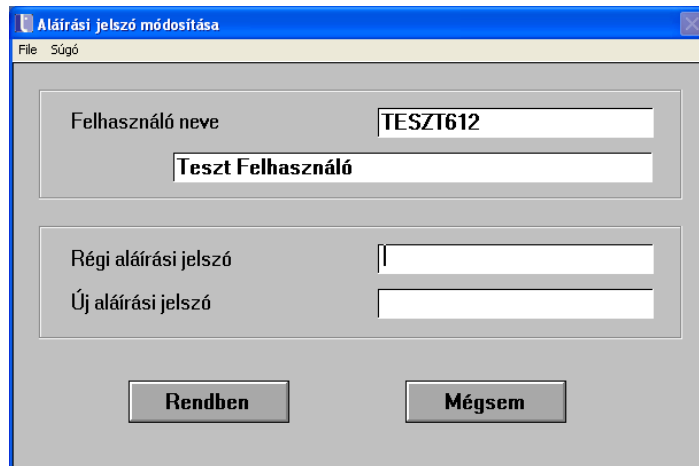 Aláírási jelszó módosítása
File Súgó
Felhasználó neve TESZT612
Teszt Felhasználó
Régi aláírási jelszó
Új aláírási jelszó
Rendben Mégsem